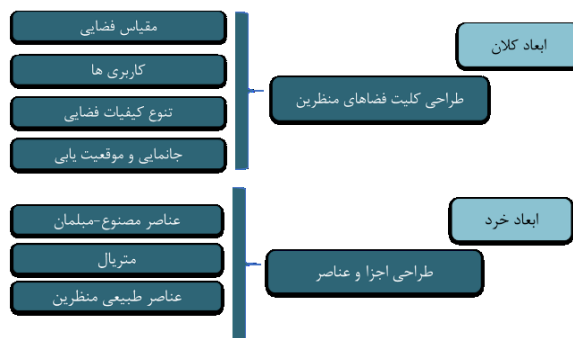 ابعاد کلان
طراحی کلیت فضاهای منظرین
مقیاس فضایی
کاربری ها
تنوع کیفیات فضایی
جانمایی و موقعیت یابی
ابعاد خرد
طراحی اجزا و عناصر
عناصر مصنوع-مبلمان
متریال
عناصر طبیعی منظرین